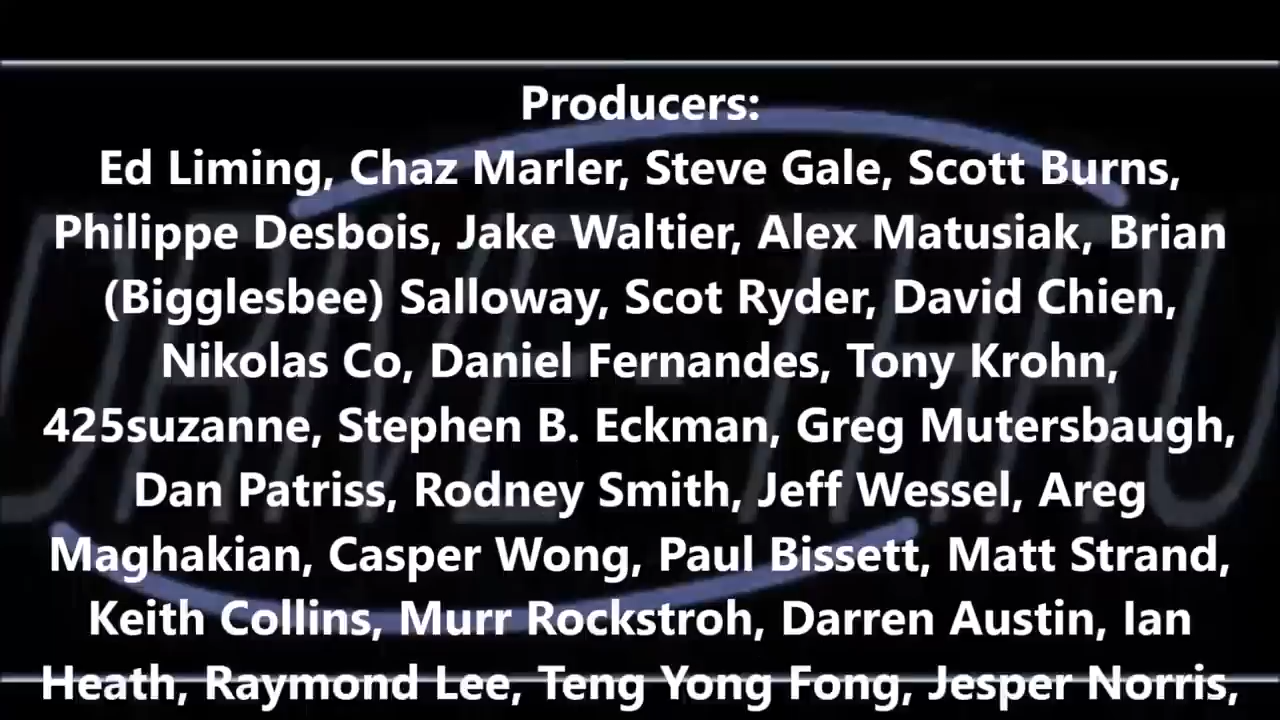 Producers:
Ed Liming, Chaz Marler, Steve Gale, Scott Burns,
Philippe Desbois, Jake Waltier, Alex Matusiak, Brian
(Bigglesbee) Salloway, Scot Ryder, David Chien,
Nikolas Co, Daniel Fernandes, Tony Krohn,
425suzanne, Stephen B. Eckman, Greg Mutersbaugh,
Dan Patriss, Rodney Smith, Jeff Wessel, Areg
Maghakian, Casper Wong, Paul Bissett, Matt Strand,
Keith Collins, Murr Rockstroh, Darren Austin, Ian
Heath, Raymond Lee, Teng Yong Fong, Jesper Norris,
DRIVE-THRU